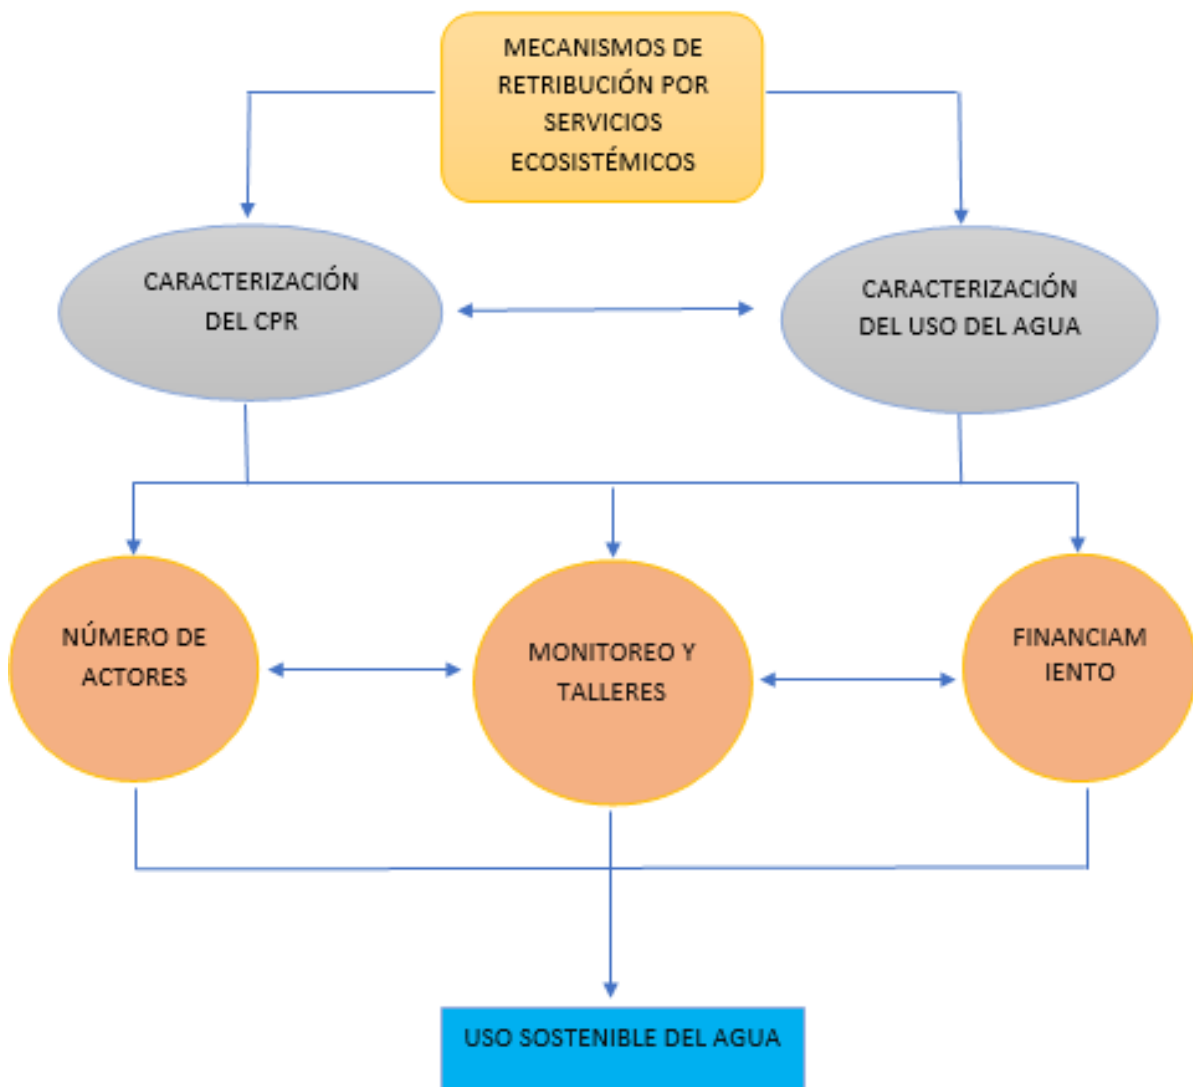 MECANISMOS DE
RETRIBUCIÓN POR
SERVICIOS
ECOSISTÉMICOS
CARACTERIZACIÓN
DEL CPR
CARACTERIZACIÓN
DEL USO DEL AGUA
NÚMERO DE
ACTORES
MONITOREO Y
TALLERES
FINANCIAM
IENTO
USO SOSTENIBLE DEL AGUA